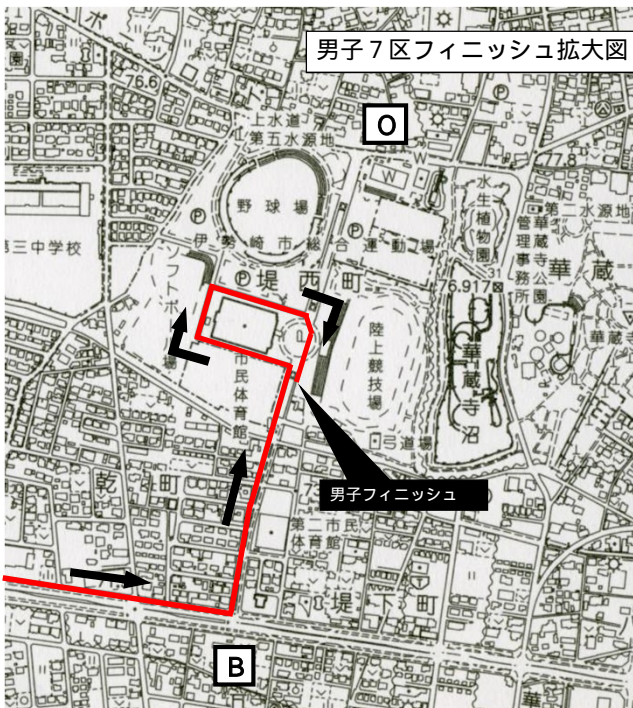 男子７区フィニッシュ拡大図
76.6
上水道
第五水源地
O
W
W
77.8
野球場
水生植物園
第二水源地
華蔵寺公園
管理事務所
伊勢崎市総合運動場
第三中学校
ソフトボール場
堤西町
76.917
華蔵
華蔵寺
陸上競技場
華蔵寺沼
市民体育館
弓道場
男子フィニッシュ
乾
町
第二市民
体育館
堤下町
B
華